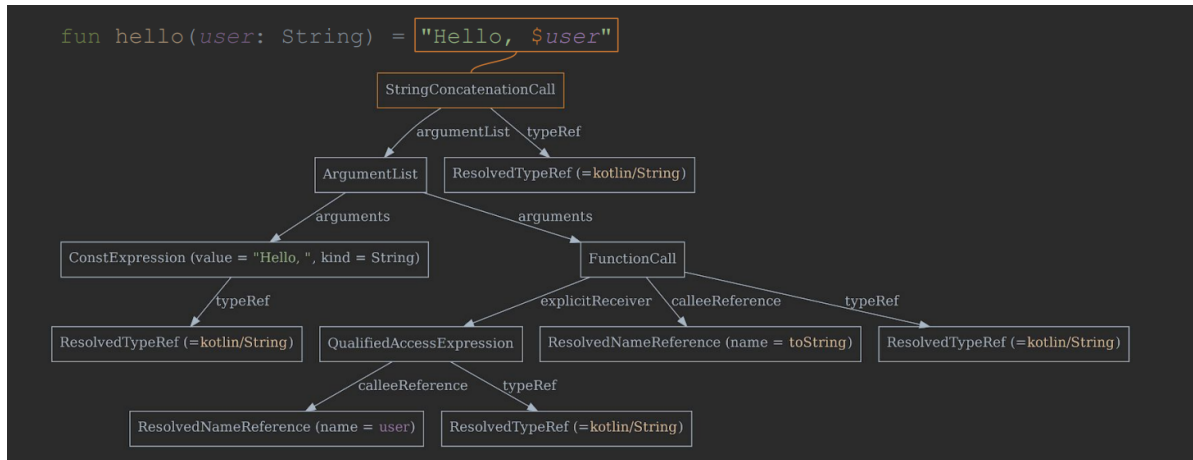 fun hello(user: String) = "Hello, $user"
StringConcatenationCall
argumentList typeRef
ArgumentList ResolvedTypeRef (=kotlin/String)
arguments arguments
ConstExpression (value = "Hello, ", kind = String) FunctionCall
typeRef explicitReceiver calleeReference typeRef
ResolvedTypeRef (=kotlin/String) QualifiedAccessExpression ResolvedNameReference (name = toString) ResolvedTypeRef (=kotlin/String)
calleeReference typeRef
ResolvedNameReference (name = user) ResolvedTypeRef (=kotlin/String)